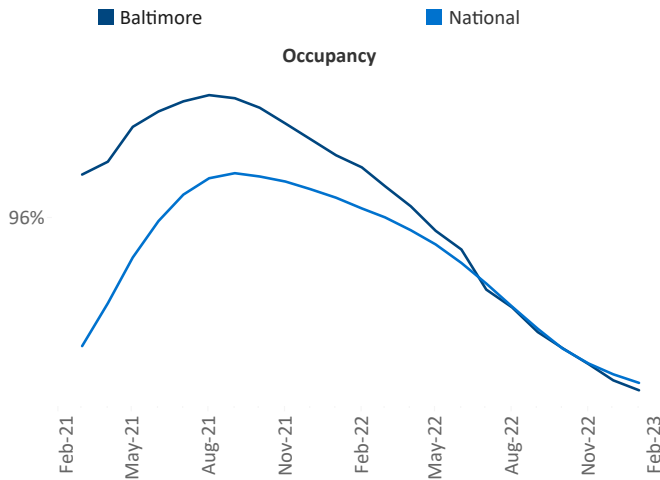 Baltimore
National
Occupancy
96%
Feb-21
May-21
Aug-21
Nov-21
Feb-22
May-22
Aug-22
Nov-22
Feb-23